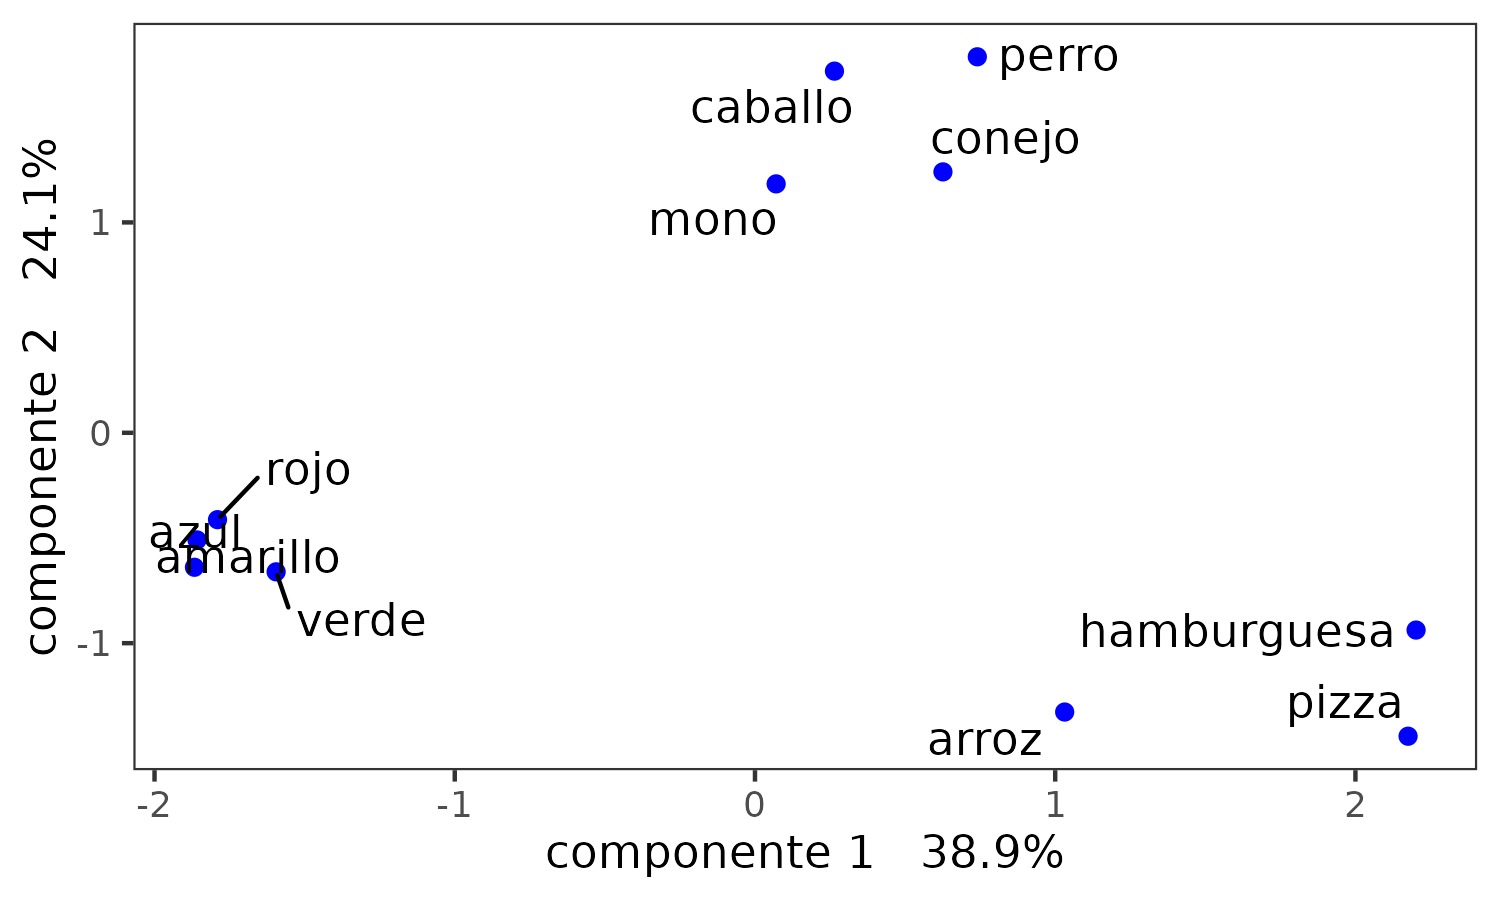 perro
caballo
conejo
mono
1
0
-1
componente 2   24.1%
rojo
azul
amarillo
verde
hamburguesa
pizza
arroz
-2
-1
0
1
2
componente 1   38.9%